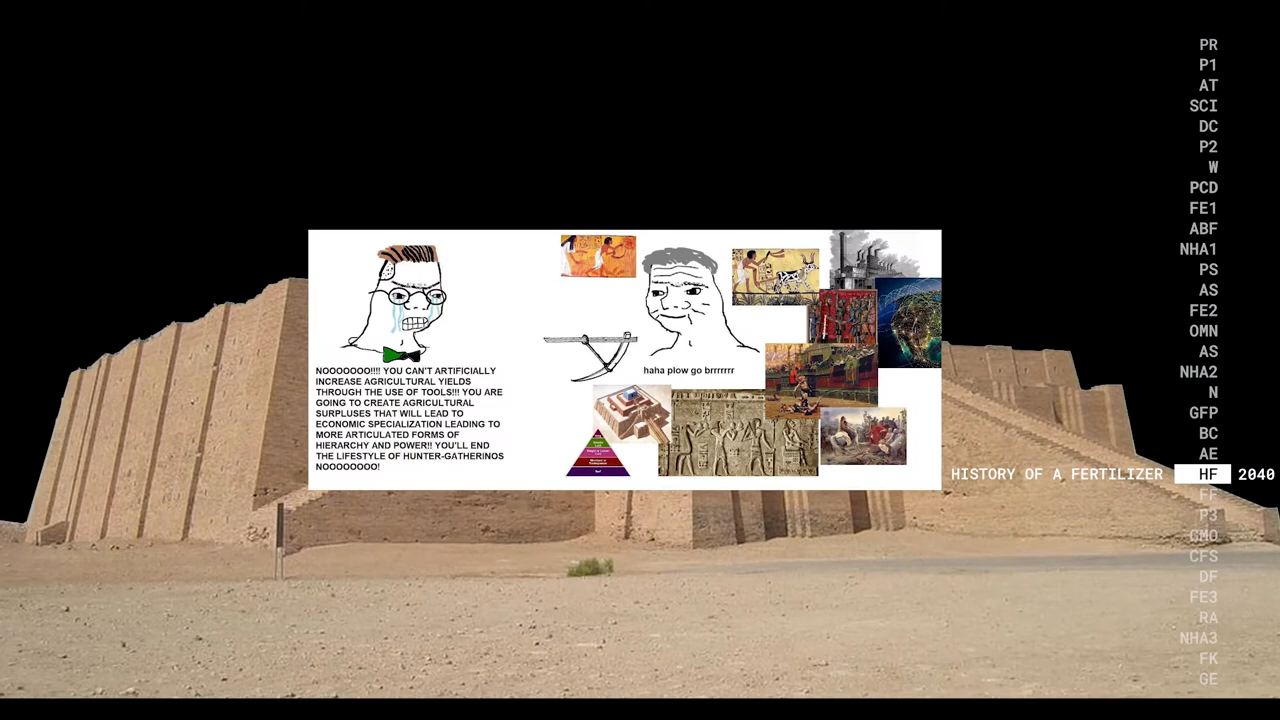 PR
P1
AT
SCI
DC
P2
W
PCD
FE1
ABF
NHA1
PS
AS
FE2
OMN
AS
NHA2
N
GFP
BC
AE
HISTORY OF A FERTILIZER HF 2040
FF
P3
CMO
CFS
DF
FE3
RA
NHA3
FK
GE
NOOOOOOO!!!! YOU CAN'T ARTIFICIALLY
INCREASE AGRICULTURAL YIELDS
THROUGH THE USE OF TOOLS!!! YOU ARE
GOING TO CREATE AGRICULTURAL
SURPLUSES THAT WILL LEAD TO
ECONOMIC SPECIALIZATION LEADING TO
MORE ARTICULATED FORMS OF
HIERARCHY AND POWER!! YOU'LL END
THE LIFESTYLE OF HUNTER-GATHERINOS
NOOOOOOOO!
haha plow go brrrrrrr